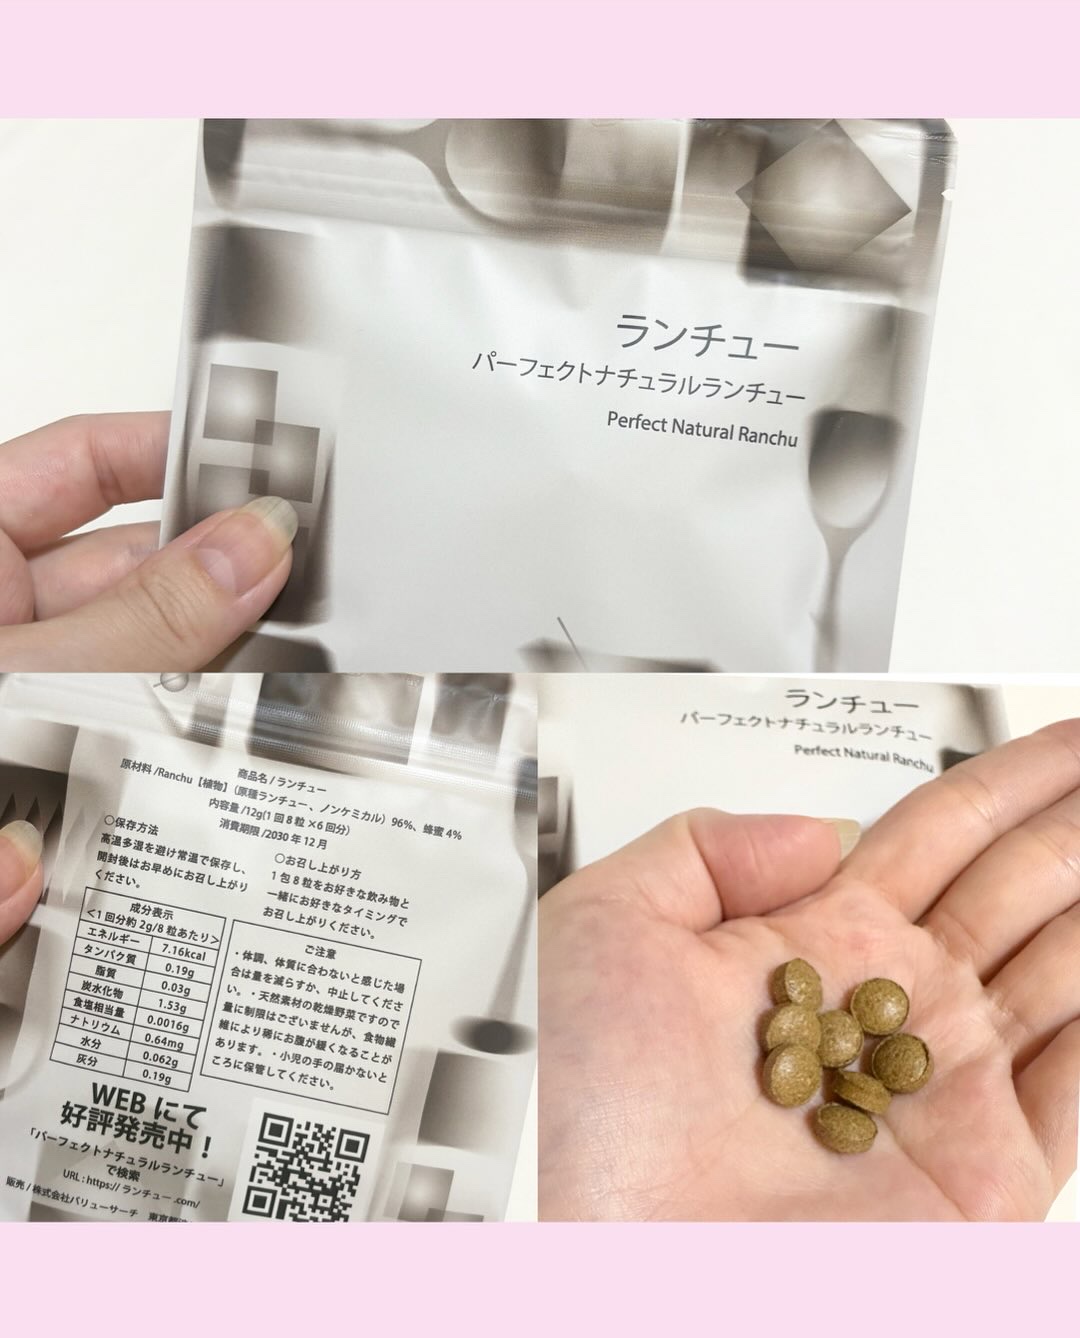 ランチュー
パーフェクトナチュラルランチュー
Perfect Natural Ranchu
商品名 / ランチュー
原材料 /Ranchu【植物】（原種ランチュー、ノンケミカル）96%、蜂蜜 4%
内容量 /12g(1 回 8 粒 ×6 回分）
消費期限 /2030 年 12 月
〇保存方法
高温多湿を避け常温で保存し、
開封後はお早めにお召し上がり
ください。
〇お召し上がり方
1 包 8 粒をお好きな飲み物と
一緒にお好きなタイミングで
お召し上がりください。
成分表示
＜1 回分約 2g/8 粒あたり＞
エネルギー 7.16kcal
タンパク質 0.19g
脂質 0.03g
炭水化物 1.53g
食塩相当量 0.0016g
ナトリウム 0.64mg
水分 0.062g
灰分 0.19g
ご注意
・体調、体質に合わないと感じた場
合は量を減らすか、中止してくださ
い。・天然素材の乾燥野菜ですので
量に制限はございませんが、食物繊
維により稀にお腹が緩くなることが
あります。・小児の手の届かないと
ころに保管してください。
WEB にて
好評発売中！
「パーフェクトナチュラルランチュー」
で検索
URL : https:// ランチュー .com/
販売 / 株式会社バリューサーチ 東京都
ランチュー
パーフェクトナチュラルランチュー
Perfect Natural Ranchu